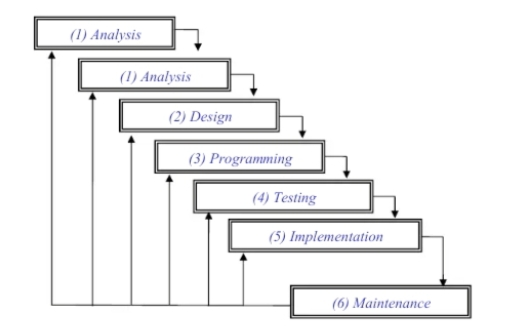 (1) Analysis
(1) Analysis
(2) Design
(3) Programming
(4) Testing
(5) Implementation
(6) Maintenance